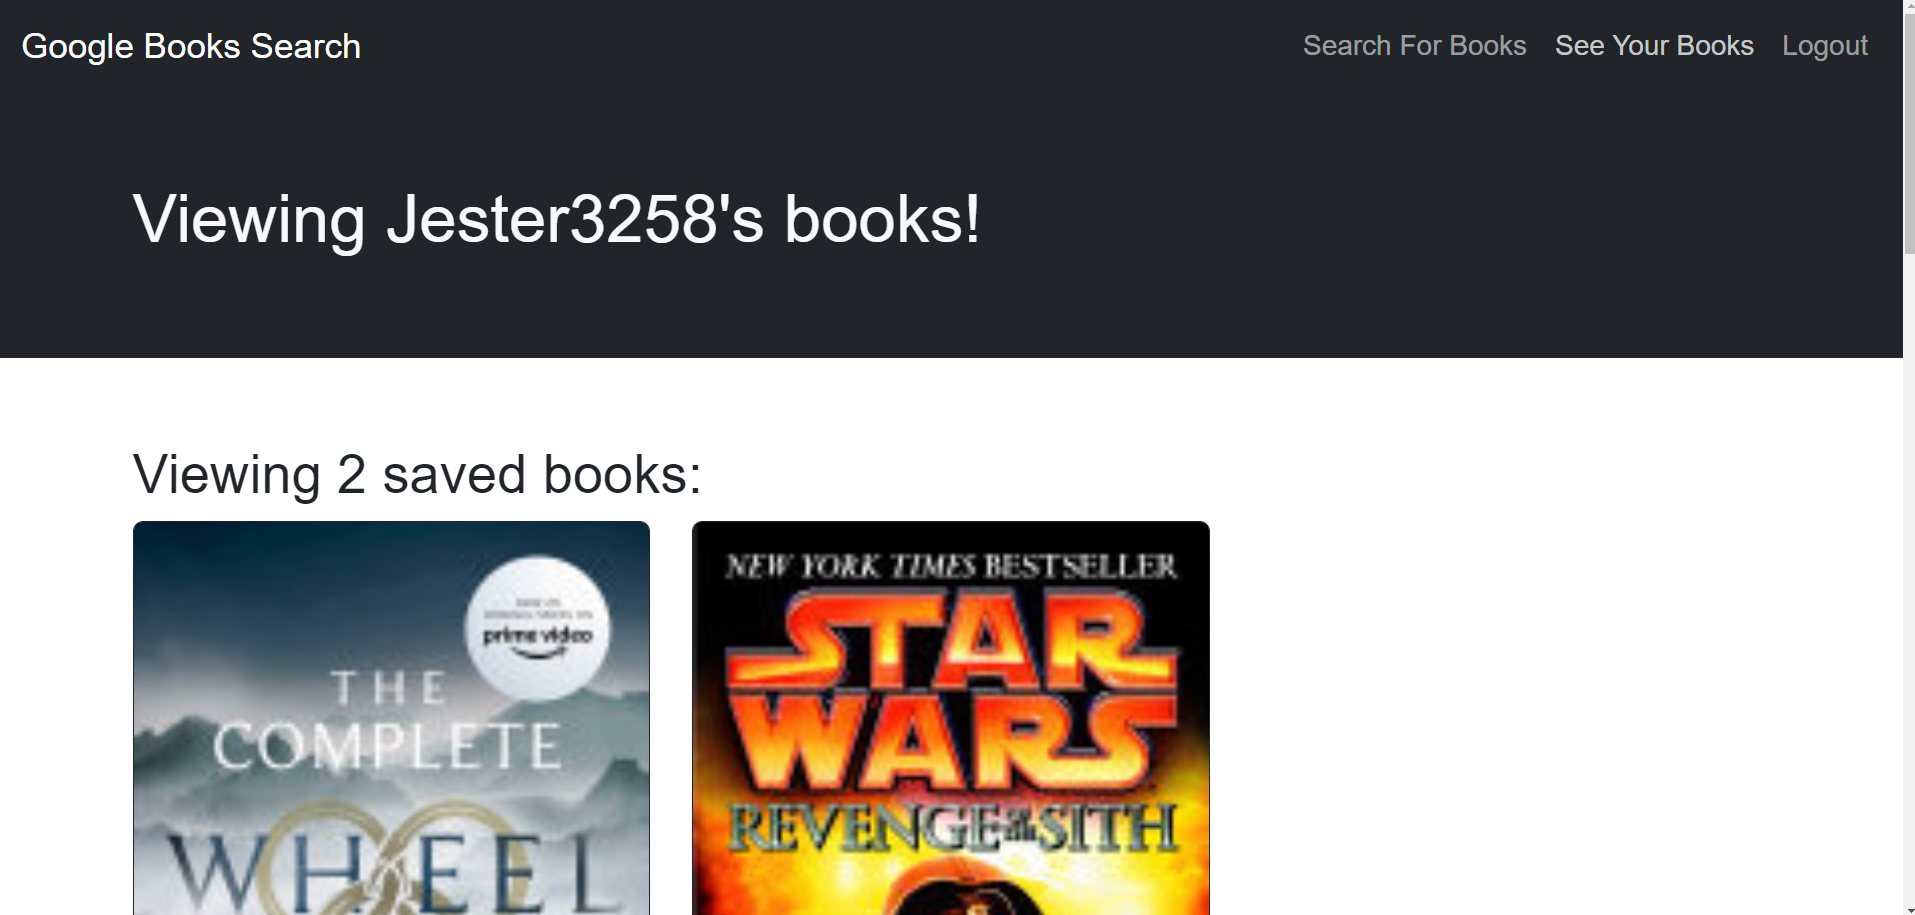 Google Books Search
Search For Books See Your Books Logout
Viewing Jester3258's books!
Viewing 2 saved books:
prime video
THE
COMPLETE
WHEEL
NEW YORK TIMES BESTSELLER
STAR
WARS
REVENGE OF THE SITH